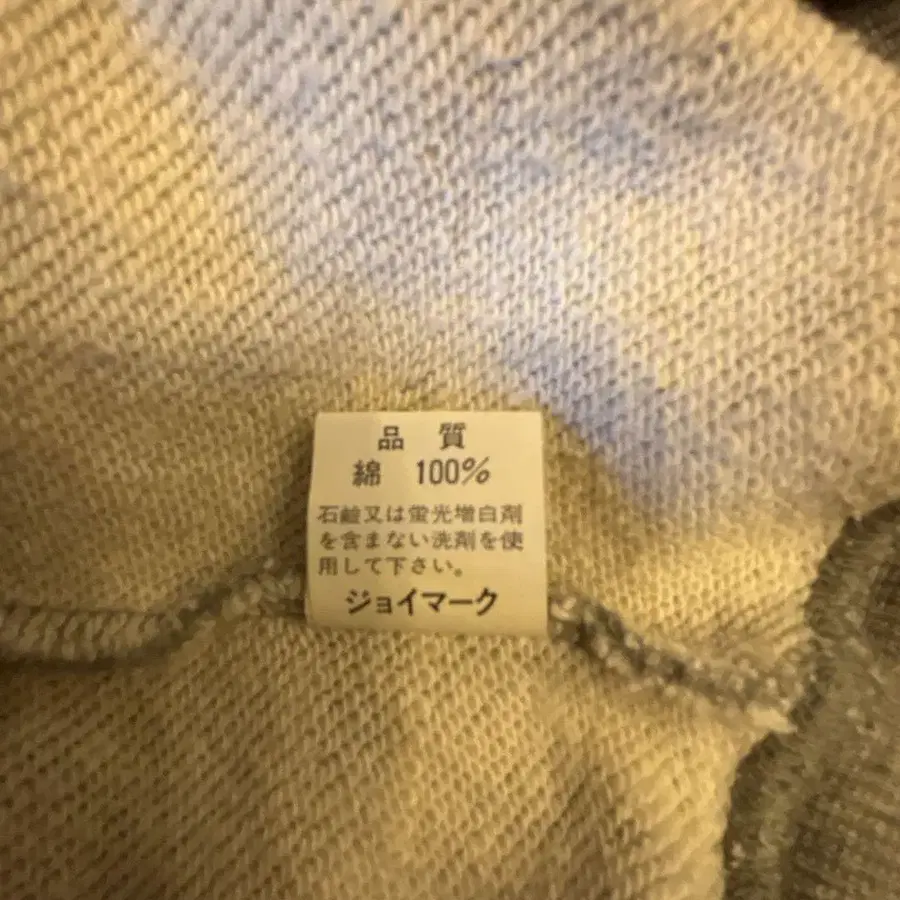 品 質
綿 100%
石鹼又は蛍光増白剤
を含まない洗剤を使
用して下さい。
ジョイマーク